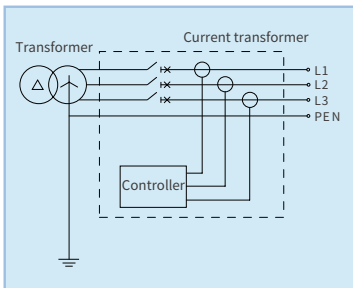 Current transformer
Transformer
L1
L2
L3
PEN
Controller